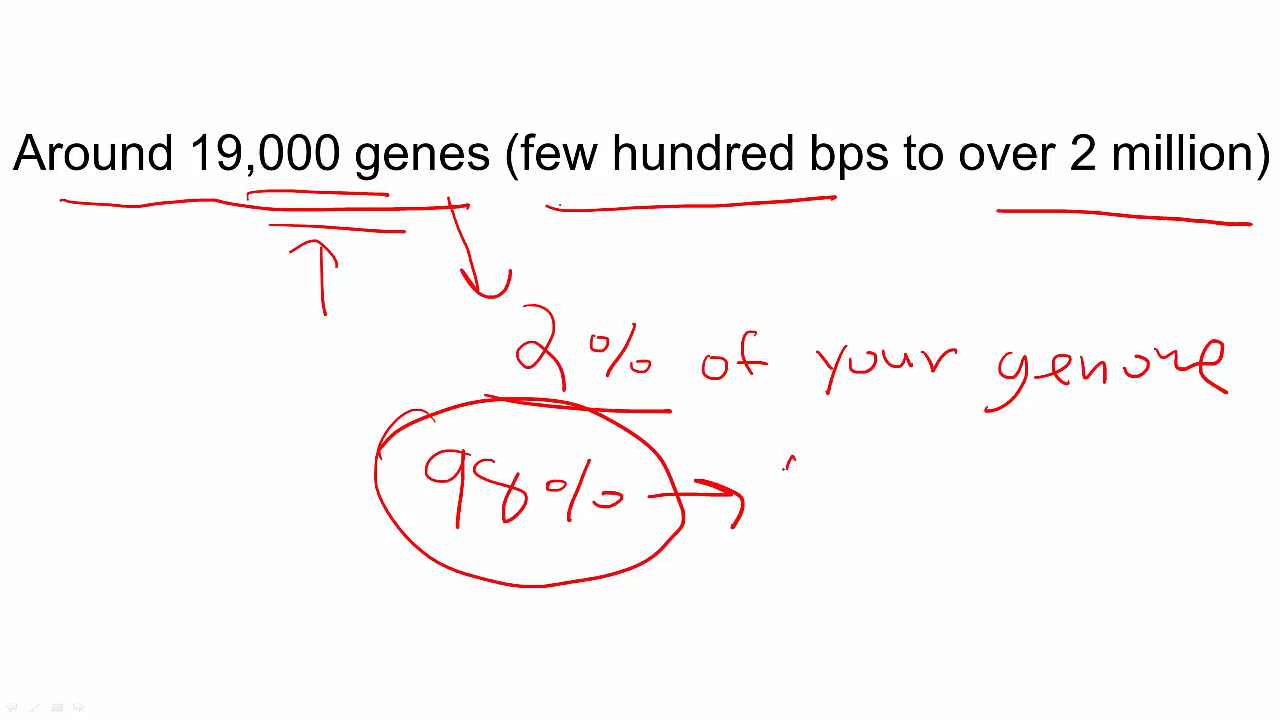 Around 19,000 genes (few hundred bps to over 2 million)
2% of your genome
98%